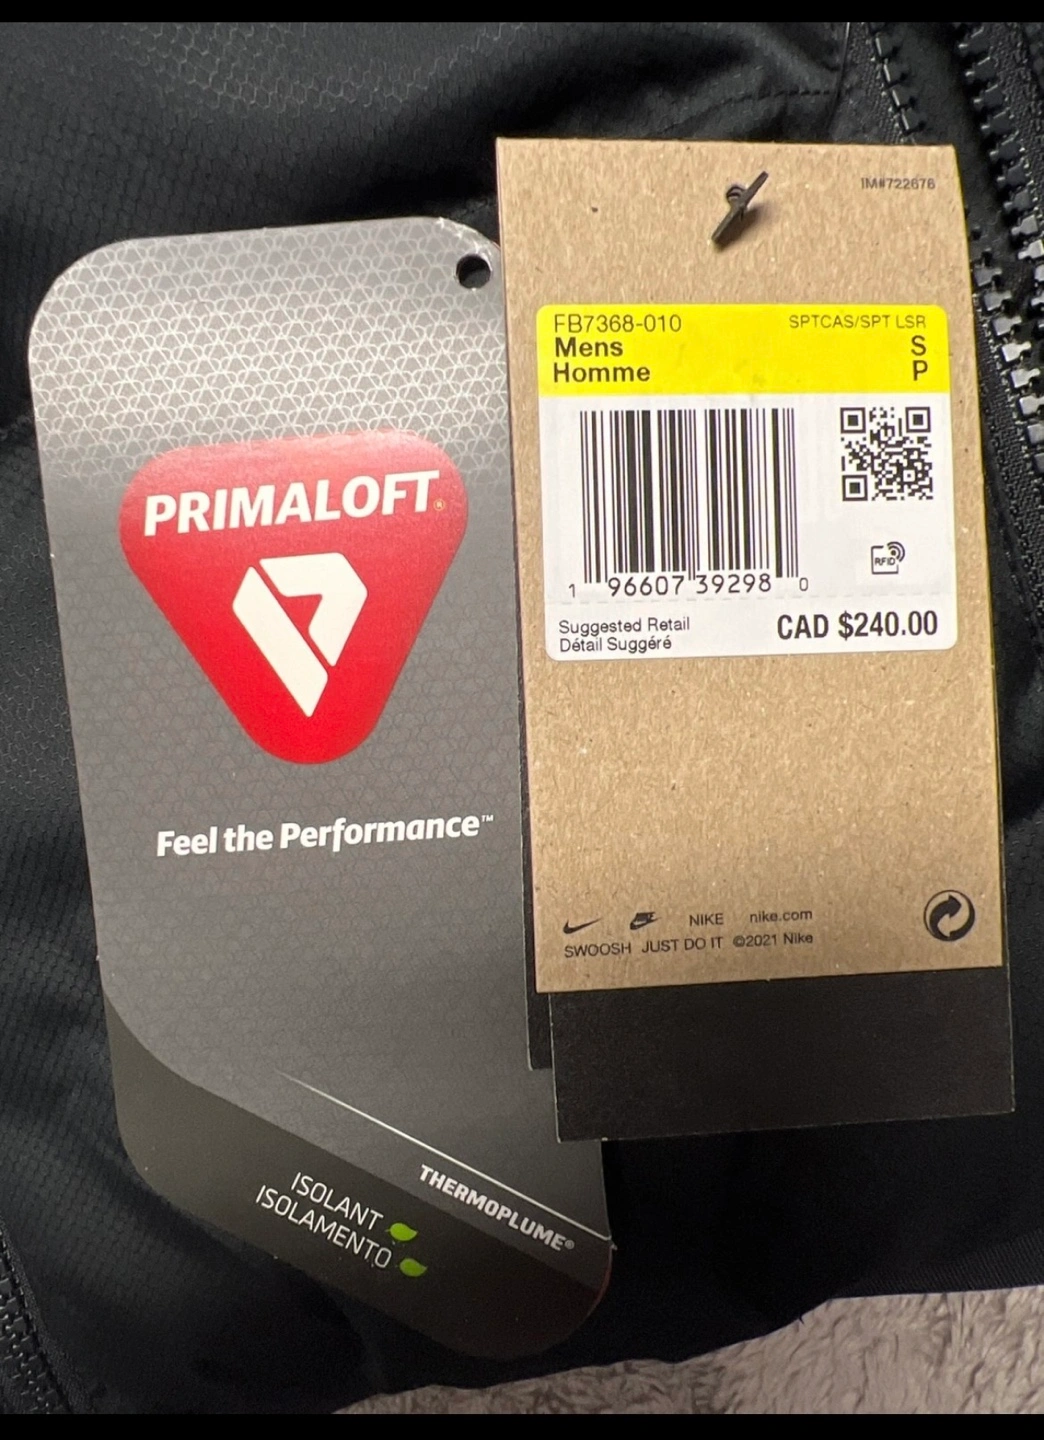 PRIMALOFT®
Feel the Performance™
THERMOPLUME®
ISOLANT
ISOLAMENTO
IM#722676
FB7368-010 SPTCAS/SPT LSR
Mens S
Homme P
RFID
1 96607 39298 0
Suggested Retail
Détail Suggéré
CAD $240.00
NIKE nike.com
SWOOSH JUST DO IT ©2021 Nike